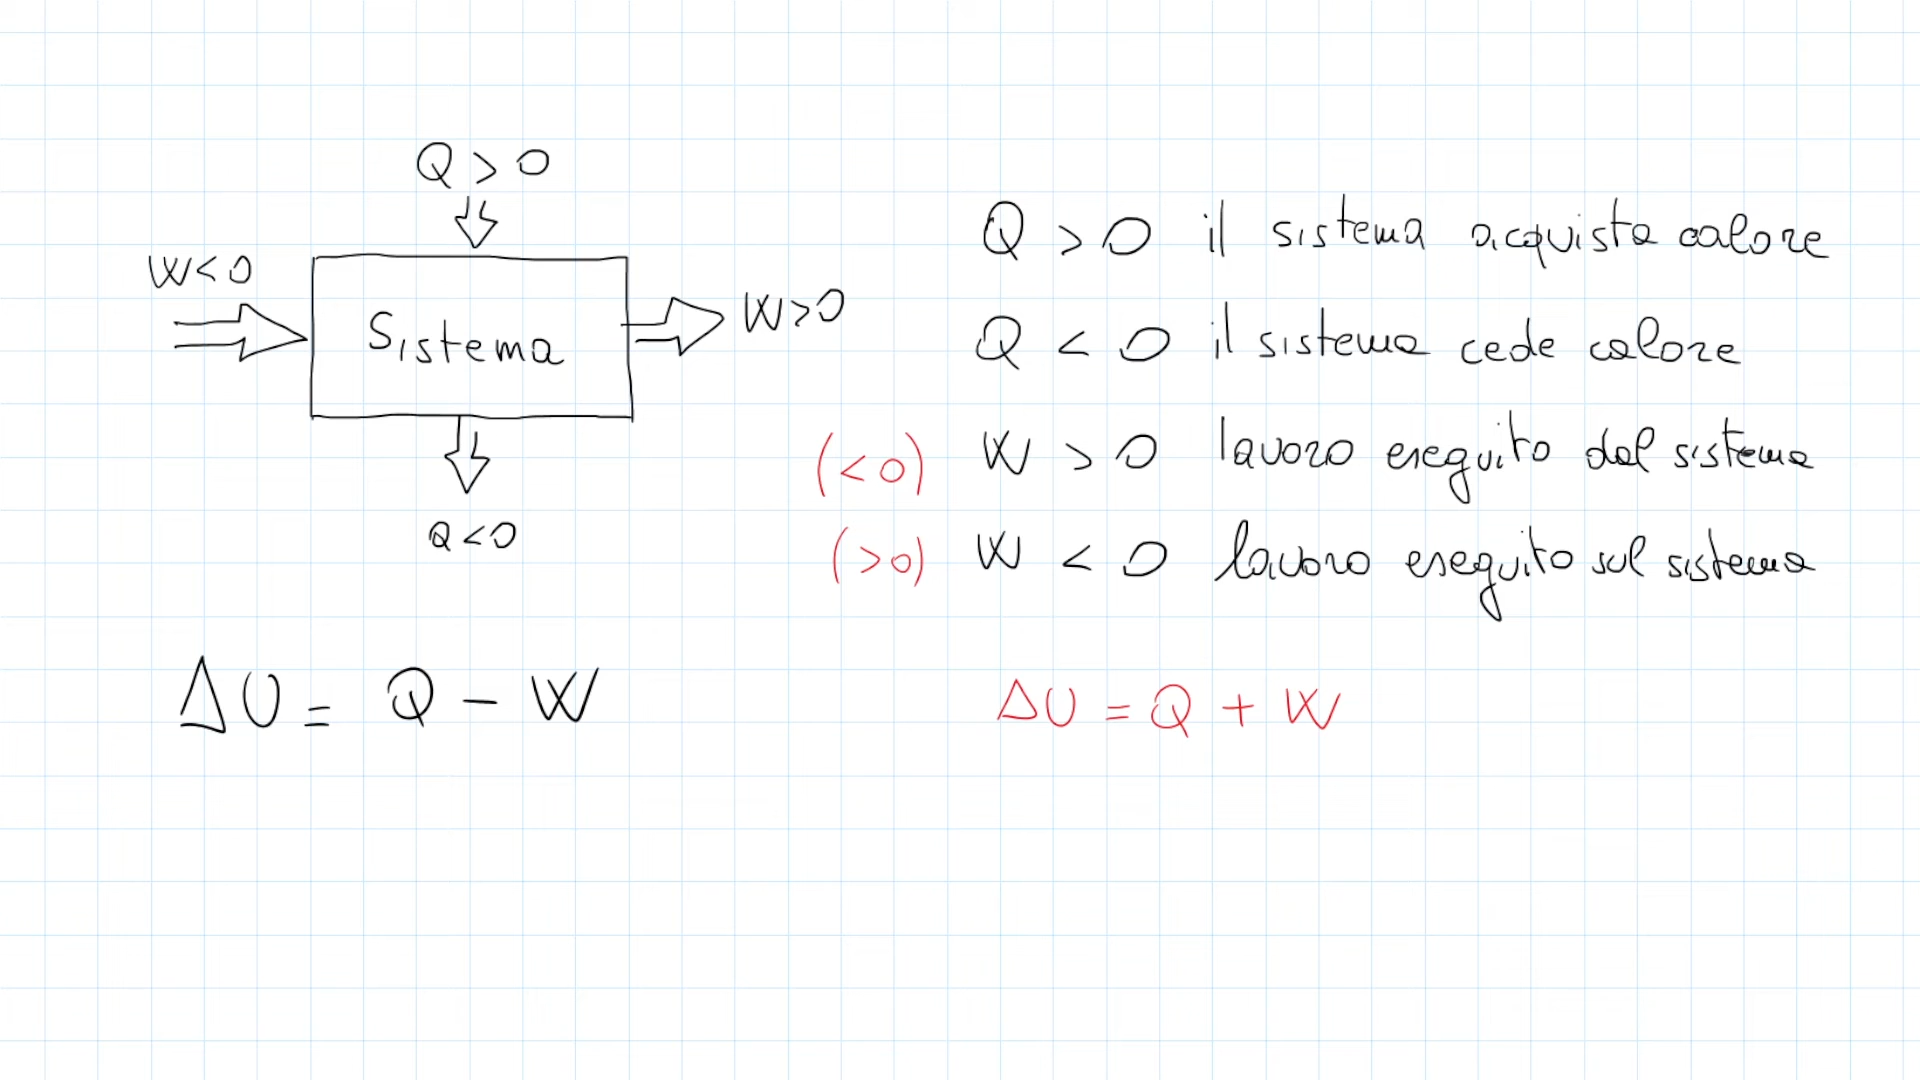 Q > 0
W<0
Sistema
W>0
Q<0
Q > 0 il sistema acquista calore
Q < 0 il sistema cede calore
(<0) W > 0 lavoro eseguito dal sistema
(>0) W < 0 lavoro eseguito sul sistema
ΔU = Q - W
ΔU = Q + W